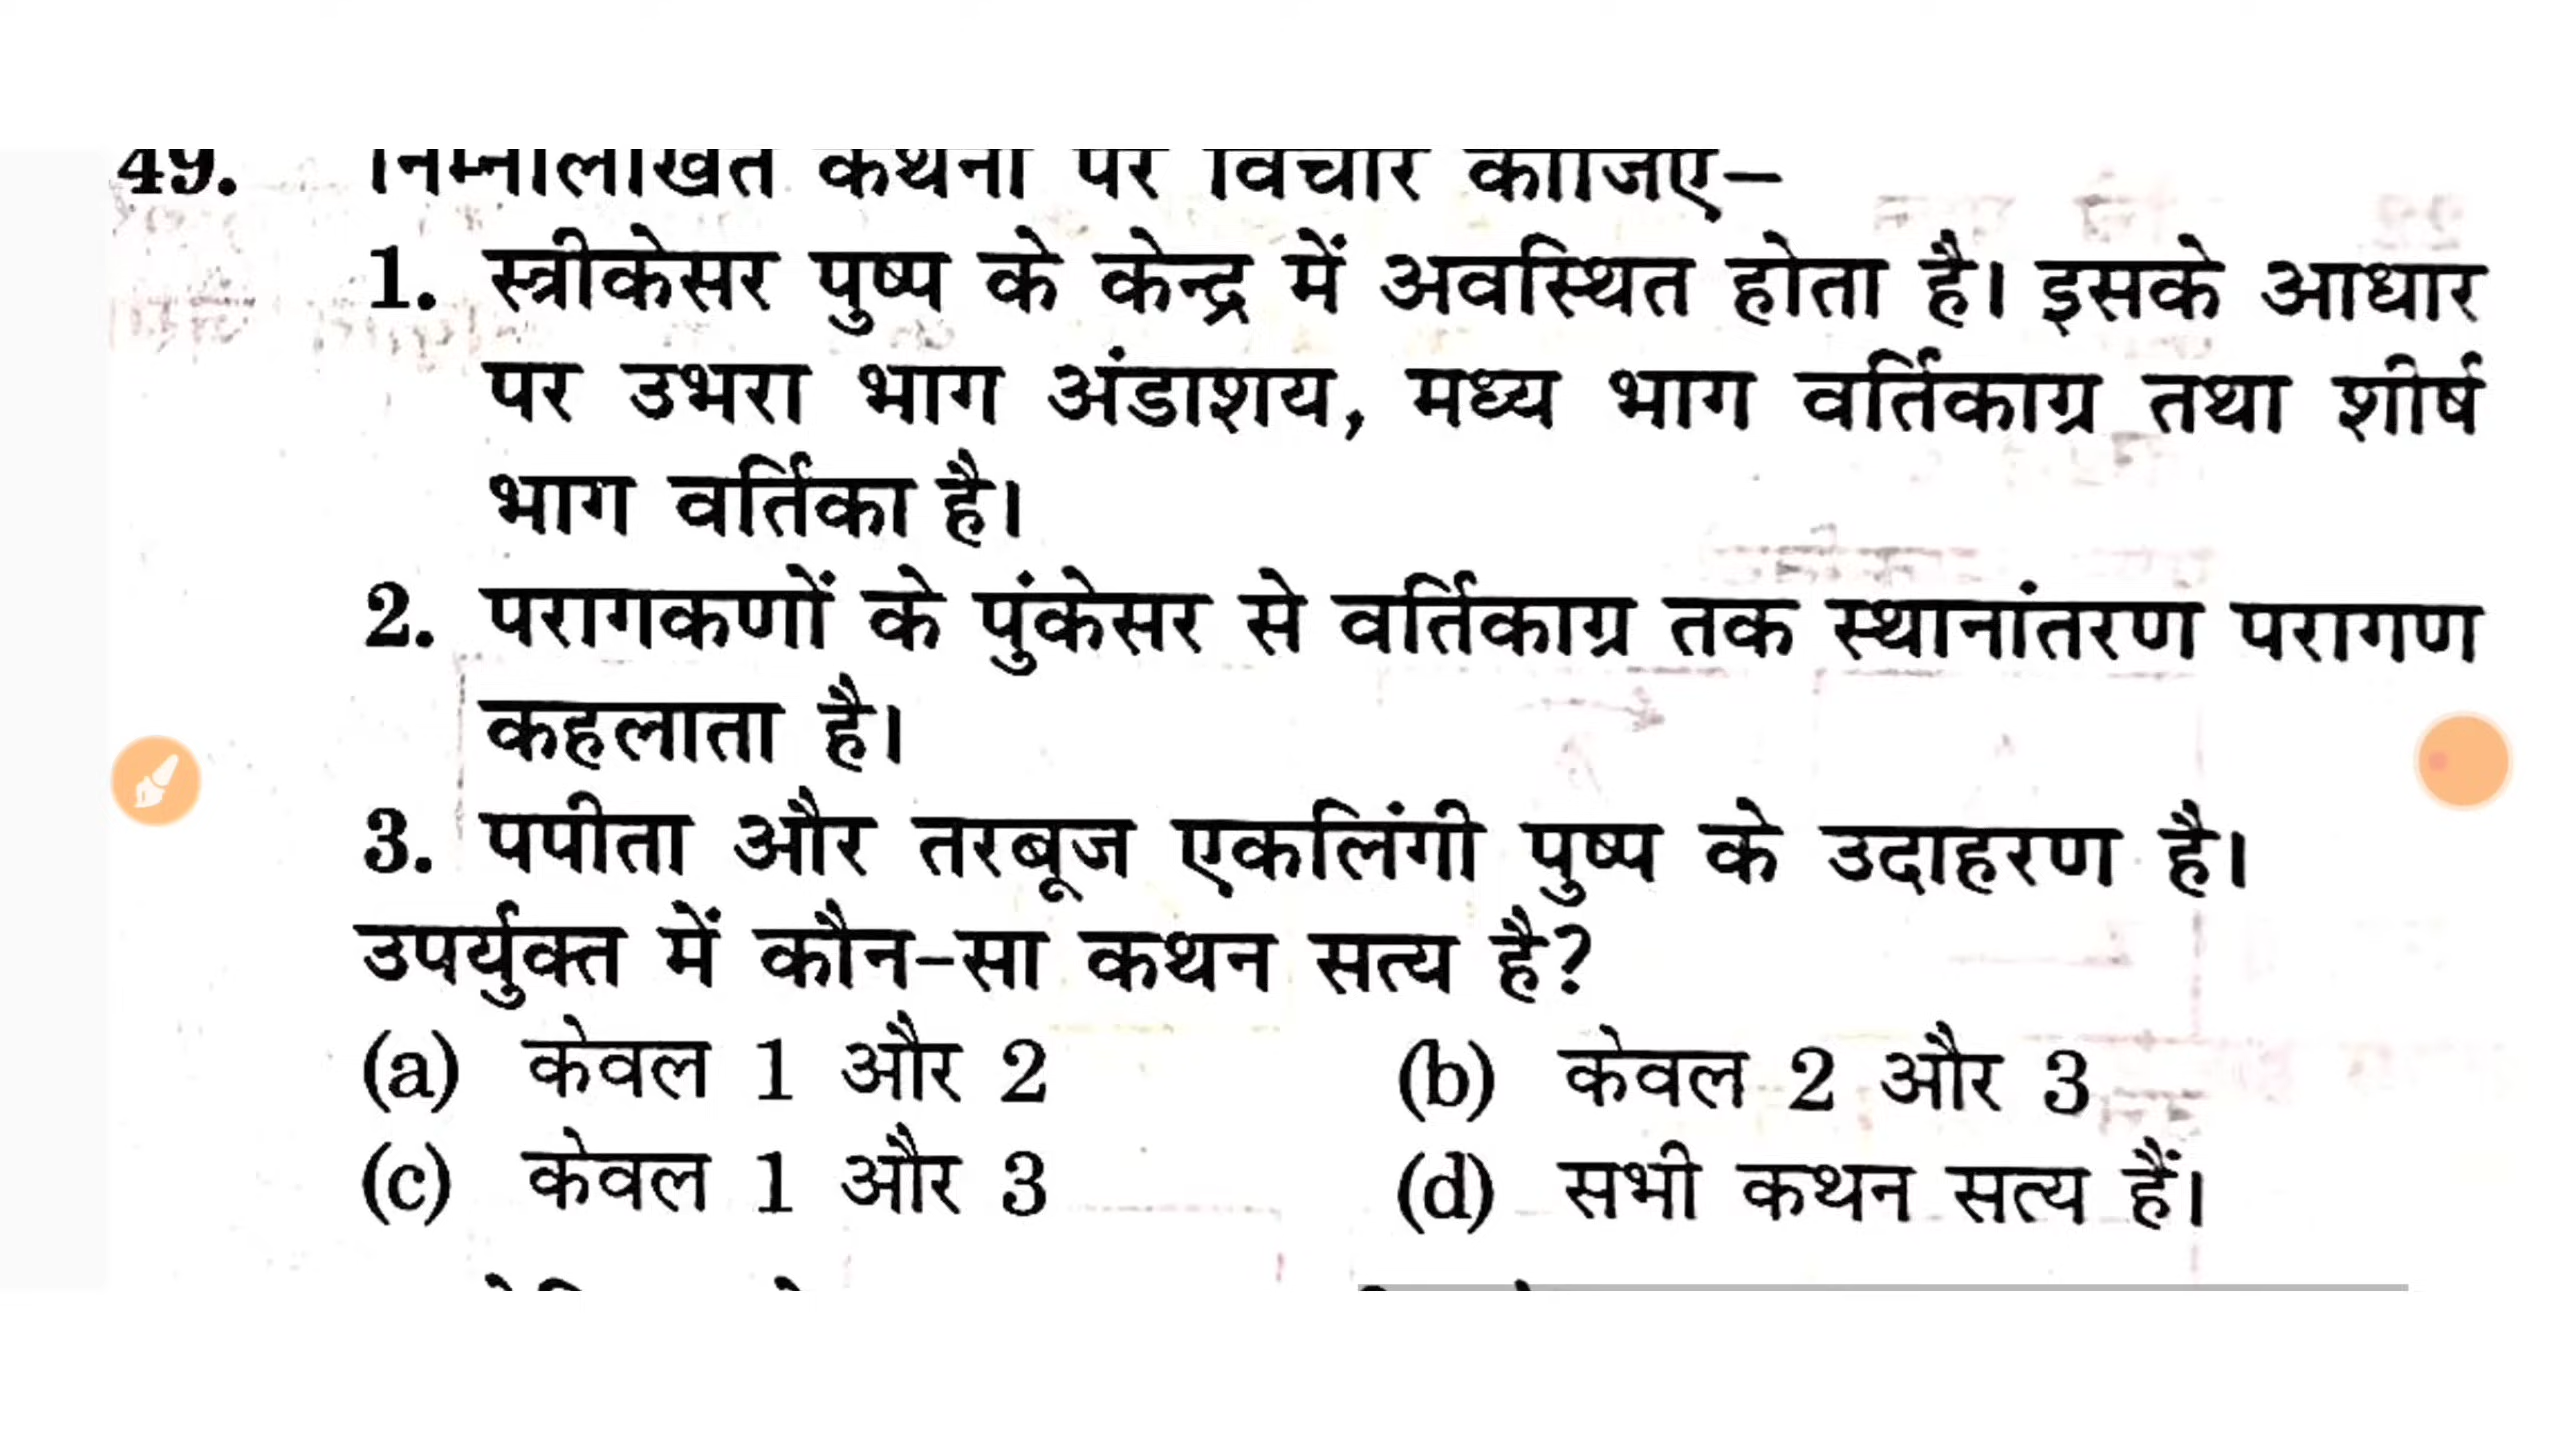 49. निम्नलिखित कथनों पर विचार कीजिए–
1. स्त्रीकेसर पुष्प के केन्द्र में अवस्थित होता है। इसके आधार
पर उभरा भाग अंडाशय, मध्य भाग वर्तिकाग्र तथा शीर्ष
भाग वर्तिका है।
2. परागकणों के पुंकेसर से वर्तिकाग्र तक स्थानांतरण परागण
कहलाता है।
3. पपीता और तरबूज एकलिंगी पुष्प के उदाहरण है।
उपर्युक्त में कौन-सा कथन सत्य है?
(a) केवल 1 और 2 (b) केवल 2 और 3
(c) केवल 1 और 3 (d) सभी कथन सत्य हैं।